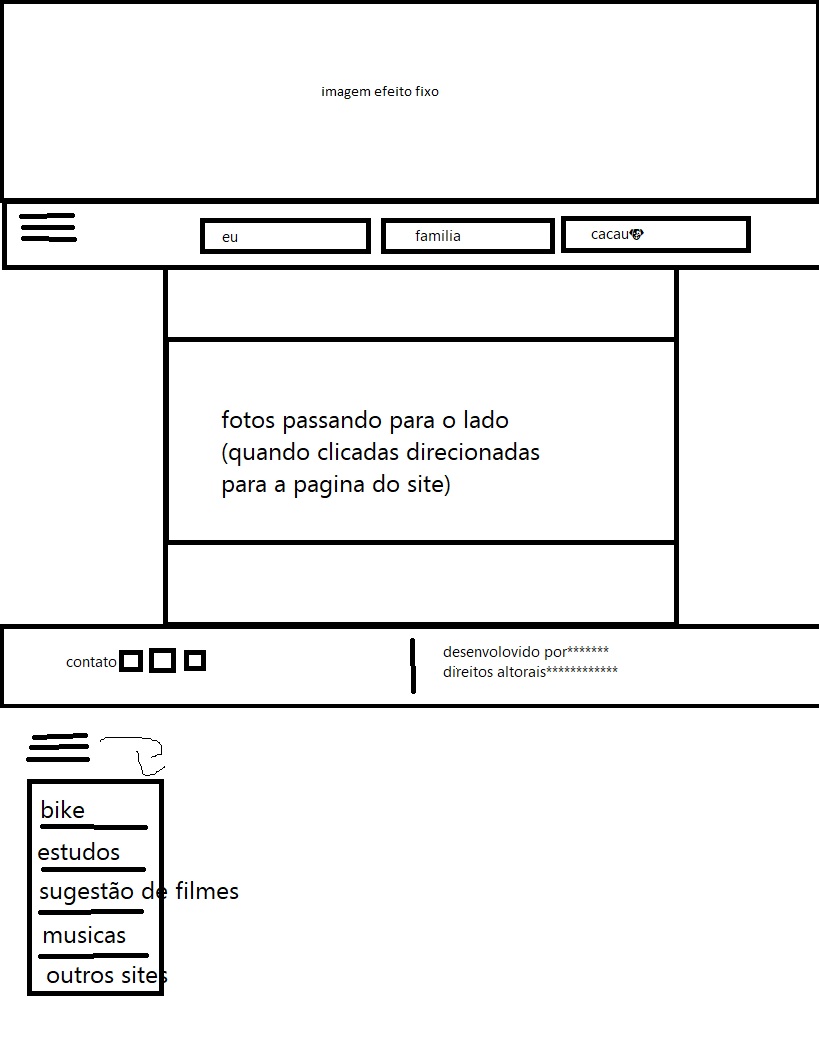 imagem efeito fixo
eu
familia
cacau🐶
fotos passando para o lado
(quando clicadas direcionadas
para a pagina do site)
contato
desenvolovido por*******
direitos altorais************
bike
estudos
sugestão de filmes
musicas
outros sites